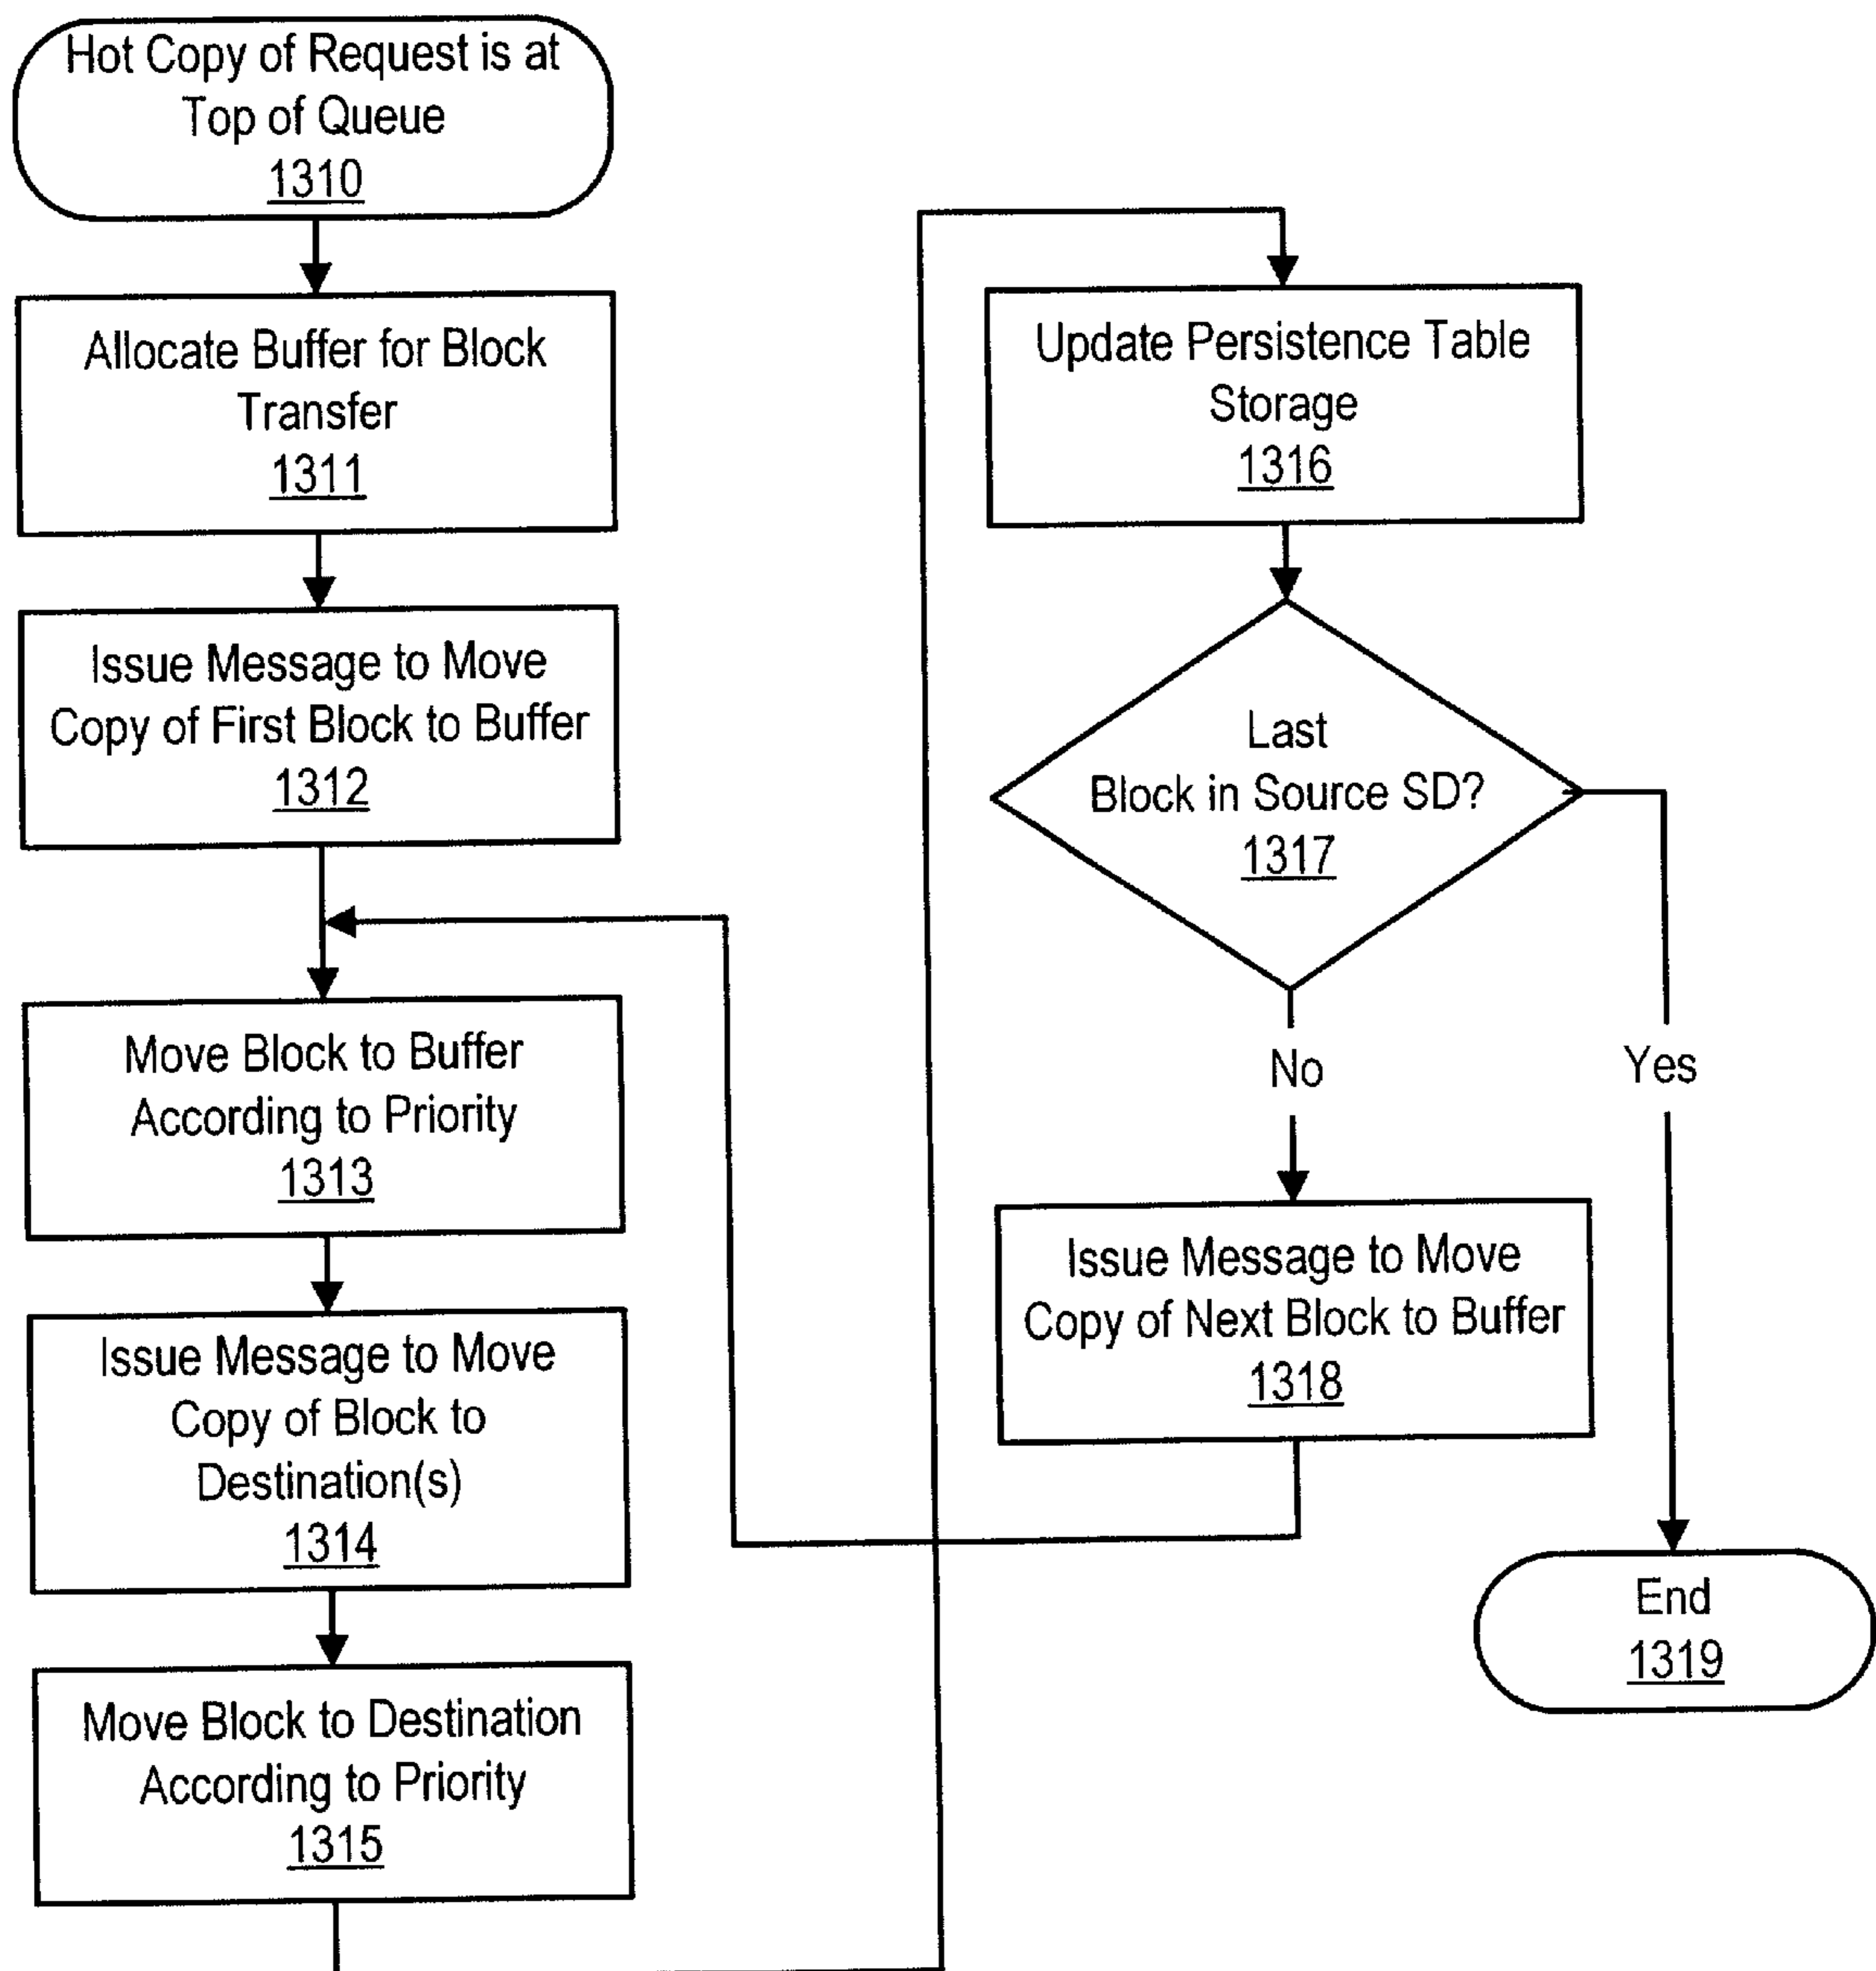 Hot Copy of Request is at
Top of Queue
1310
Allocate Buffer for Block
Transfer
1311
Issue Message to Move
Copy of First Block to Buffer
1312
Move Block to Buffer
According to Priority
1313
Issue Message to Move
Copy of Block to
Destination(s)
1314
Move Block to Destination
According to Priority
1315
Update Persistence Table
Storage
1316
Last
Block in Source SD?
1317
No
Yes
Issue Message to Move
Copy of Next Block to Buffer
1318
End
1319